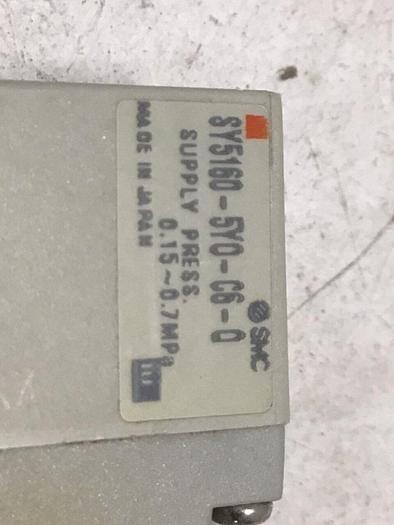 SY5160-5YO-C6-Q
SMC
SUPPLY PRESS.
0.15~0.7MPa
MADE IN JAPAN